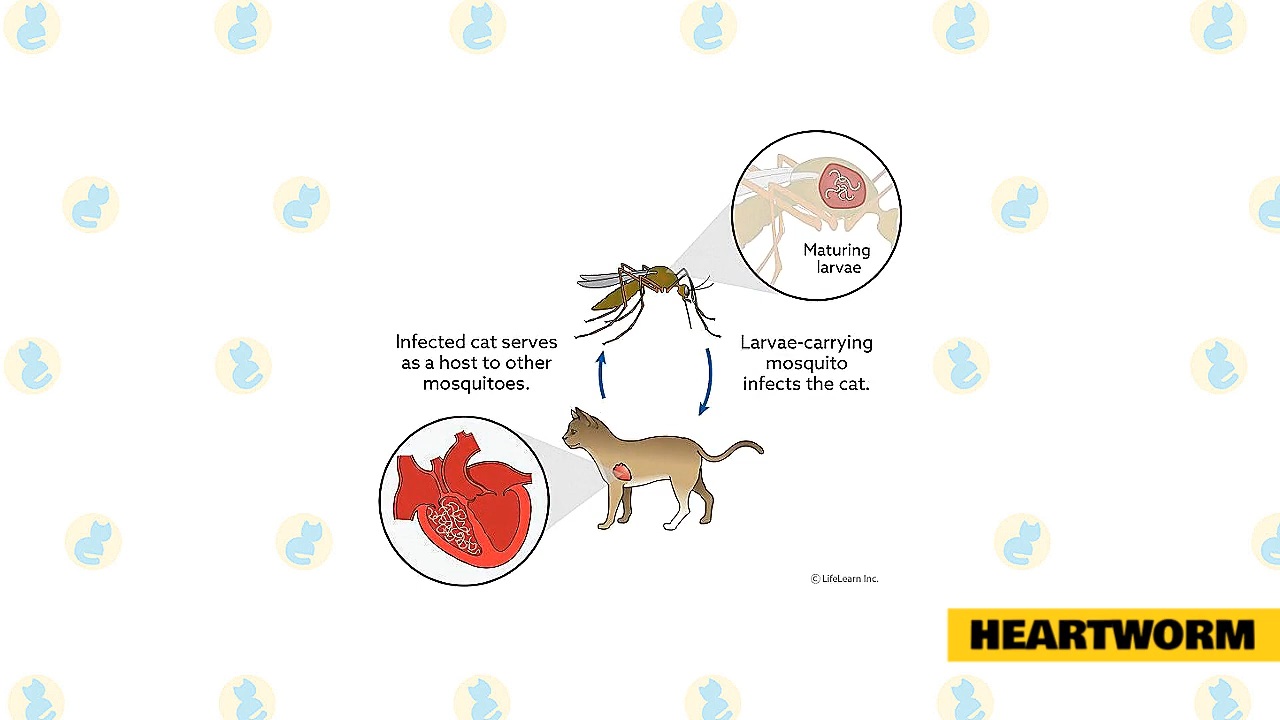 Maturing
larvae
Infected cat serves
as a host to other
mosquitoes.
Larvae-carrying
mosquito
infects the cat.
© LifeLearn Inc.
HEARTWORM